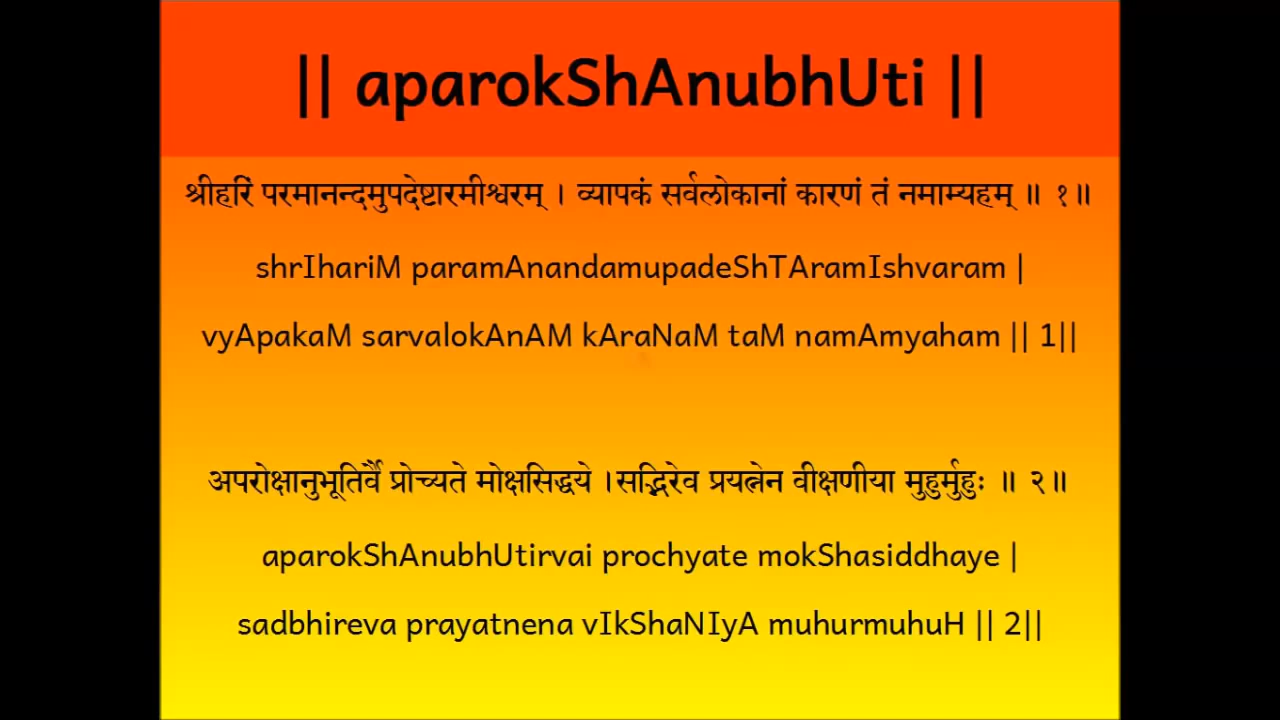 || aparokShAnubhUti ||
श्रीहरिं परमानन्दमुपदेष्टारमीश्वरम् । व्यापकं सर्वलोकानां कारणं तं नमाम्यहम् ॥ १॥
shrIhariM paramAnandamupadeShTAramIshvaram |
vyApakaM sarvalokAnAM kAraNaM taM namAmyaham || 1||
अपरोक्षानुभूतिर्वै प्रोच्यते मोक्षसिद्धये ।सद्भिरेव प्रयत्नेन वीक्षणीया मुहुर्मुहुः ॥ २॥
aparokShAnubhUtirvai prochyate mokShasiddhaye |
sadbhireva prayatnena vIkShaNIyA muhurmuhuH || 2||